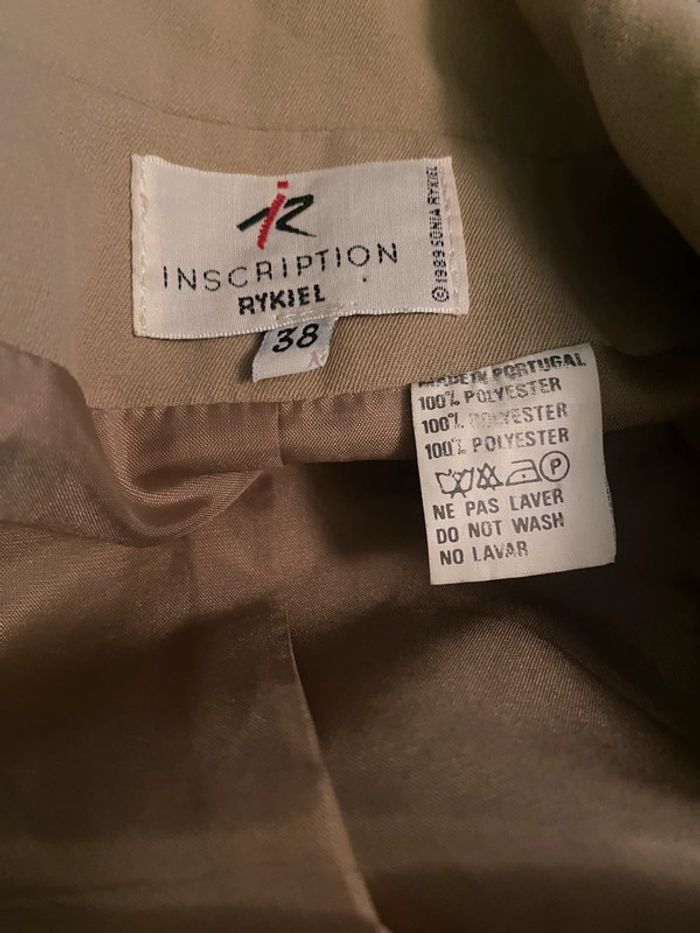 iR
INSCRIPTION
RYKIEL
©1989 SONIA RYKIEL
38
MADE IN PORTUGAL
100% POLYESTER
100% POLYESTER
100% POLYESTER
P
NE PAS LAVER
DO NOT WASH
NO LAVAR